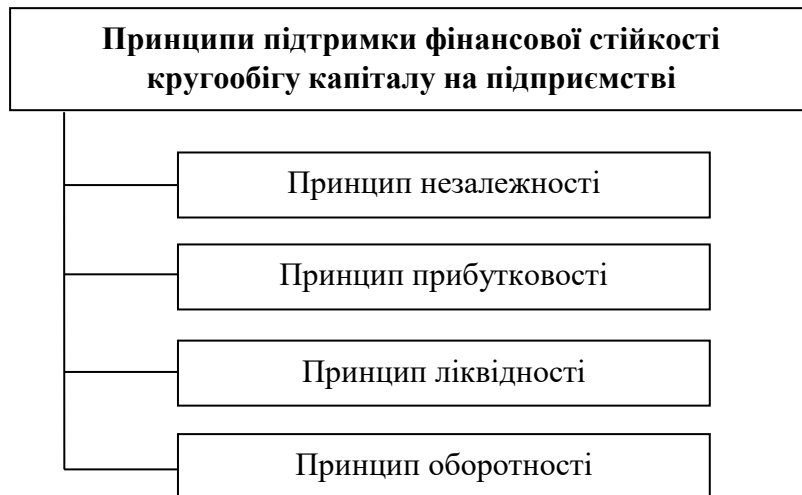 Принципи підтримки фінансової стійкості
кругообігу капіталу на підприємстві
Принцип незалежності
Принцип прибутковості
Принцип ліквідності
Принцип оборотності